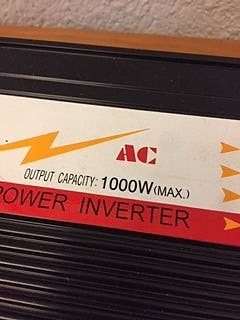 AC
OUTPUT CAPACITY: 1000W(MAX.)
POWER INVERTER